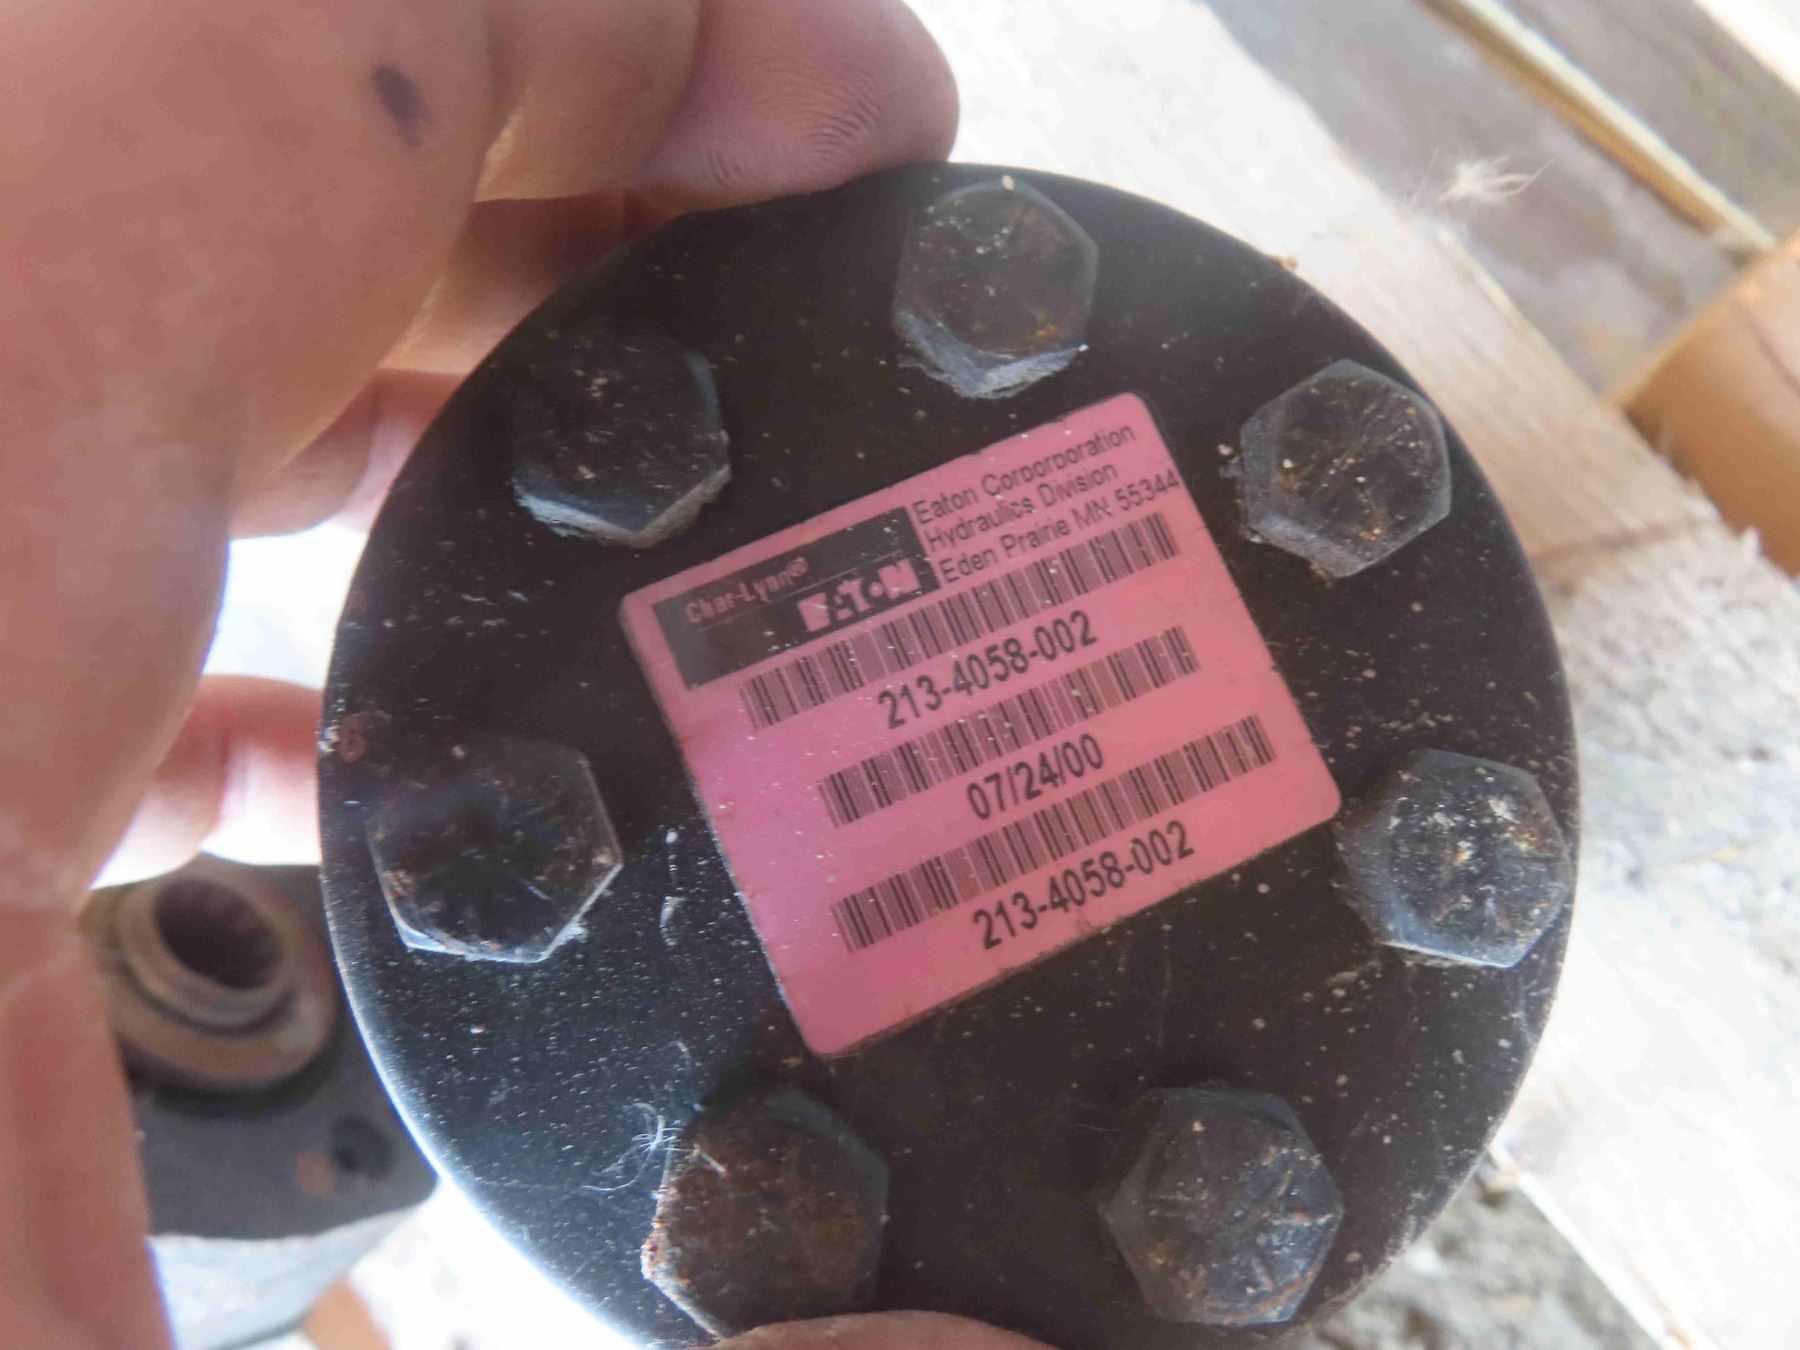 Char-Lynn®
EATON
Eaton Corporporation
Hydraulics Division
Eden Prairie MN 55344
213-4058-002
07/24/00
213-4058-002